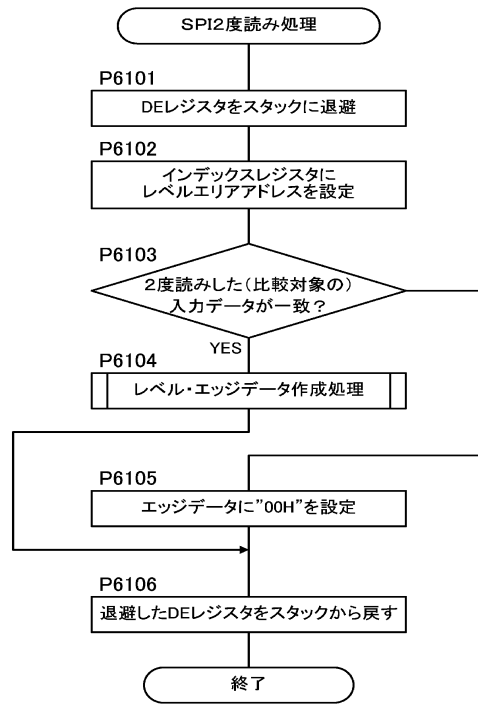 SPI2度読み処理
P6101
DEレジスタをスタックに退避
P6102
インデックスレジスタに
レベルエリアアドレスを設定
P6103
2度読みした(比較対象の)
入力データが一致?
YES
P6104
レベル・エッジデータ作成処理
P6105
エッジデータに”00H”を設定
P6106
退避したDEレジスタをスタックから戻す
終了